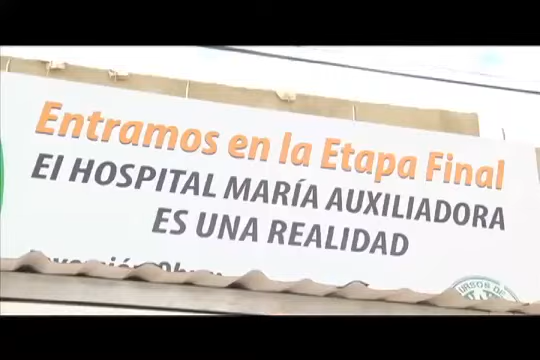 Entramos en la Etapa Final
El HOSPITAL MARÍA AUXILIADORA
ES UNA REALIDAD